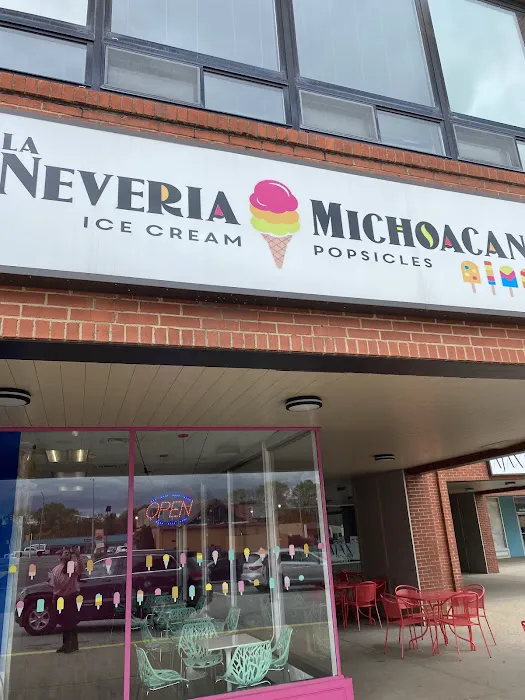 LA
NEVERIA MICHOACAN
ICE CREAM POPSICLES
OPEN